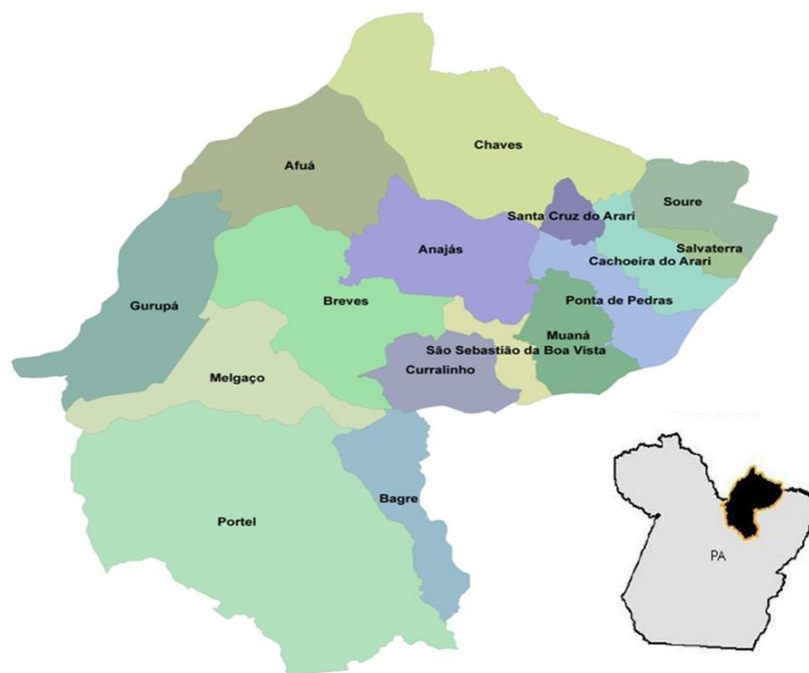 Chaves
Afuá
Soure
Santa Cruz do Arari
Salvaterra
Anajás
Cachoeira do Arari
Breves
Ponta de Pedras
Gurupá
Muaná
São Sebastião da Boa Vista
Curralinho
Melgaço
Bagre
Portel
PA